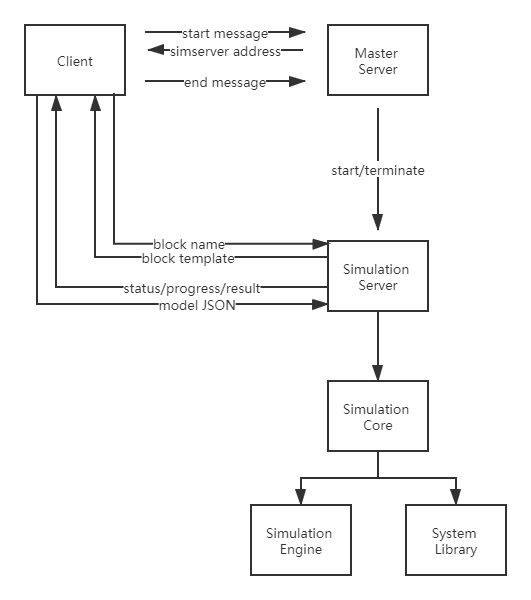 start message
simserver address
end message
Client
Master
Server
start/terminate
block name
block template
status/progress/result
model JSON
Simulation
Server
Simulation
Core
Simulation
Engine
System
Library